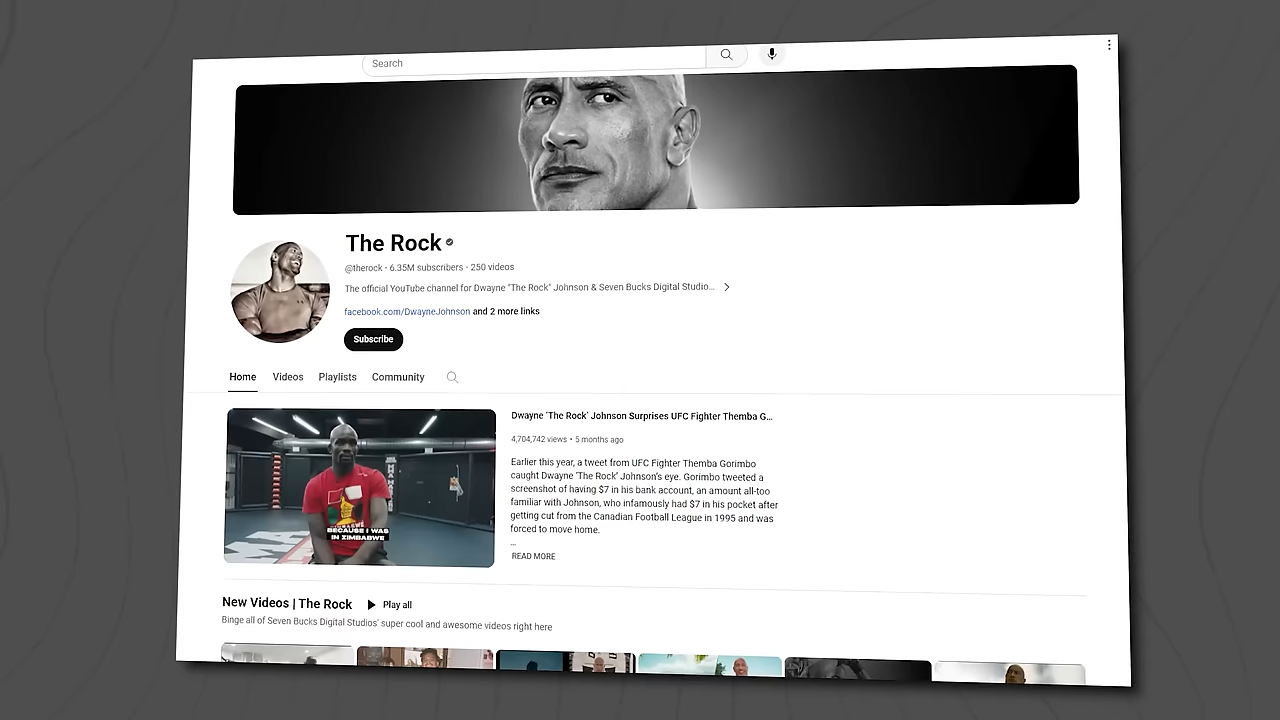 Search
The Rock
@therock · 6.35M subscribers · 250 videos
The official YouTube channel for Dwayne "The Rock" Johnson & Seven Bucks Digital Studio...
facebook.com/DwayneJohnson and 2 more links
Subscribe
Home Videos Playlists Community
Dwayne 'The Rock' Johnson Surprises UFC Fighter Themba G...
4,704,742 views • 5 months ago
Earlier this year, a tweet from UFC Fighter Themba Gorimbo
caught Dwayne 'The Rock' Johnson's eye. Gorimbo tweeted a
screenshot of having $7 in his bank account, an amount all-too
familiar with Johnson, who infamously had $7 in his pocket after
getting cut from the Canadian Football League in 1995 and was
forced to move home.
...
READ MORE
BECAUSE I WAS
IN ZIMBABWE
New Videos | The Rock Play all
Binge all of Seven Bucks Digital Studios' super cool and awesome videos right here